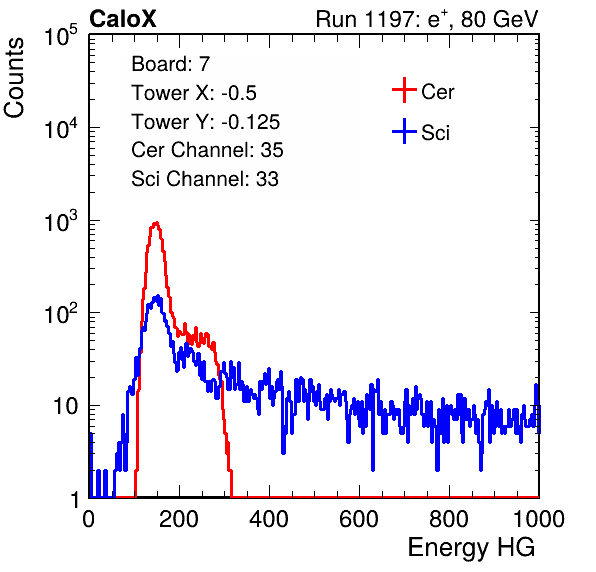 CaloX Run 1197: e⁺, 80 GeV
Counts
10⁵
10⁴
10³
10²
10
1
Board: 7
Tower X: -0.5
Tower Y: -0.125
Cer Channel: 35
Sci Channel: 33
Cer
Sci
0 200 400 600 800 1000
Energy HG